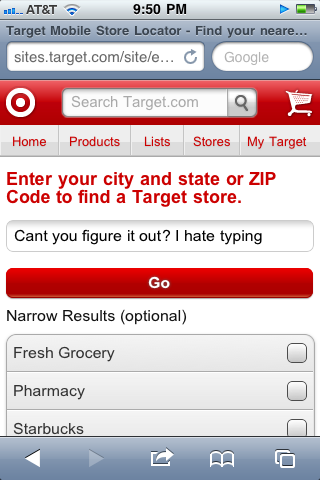 AT&T 9:50 PM
Target Mobile Store Locator - Find your neare...
sites.target.com/site/e... Google
Search Target.com
Home Products Lists Stores My Target
Enter your city and state or ZIP
Code to find a Target store.
Cant you figure it out? I hate typing
Go
Narrow Results (optional)
Fresh Grocery
Pharmacy
Starbucks